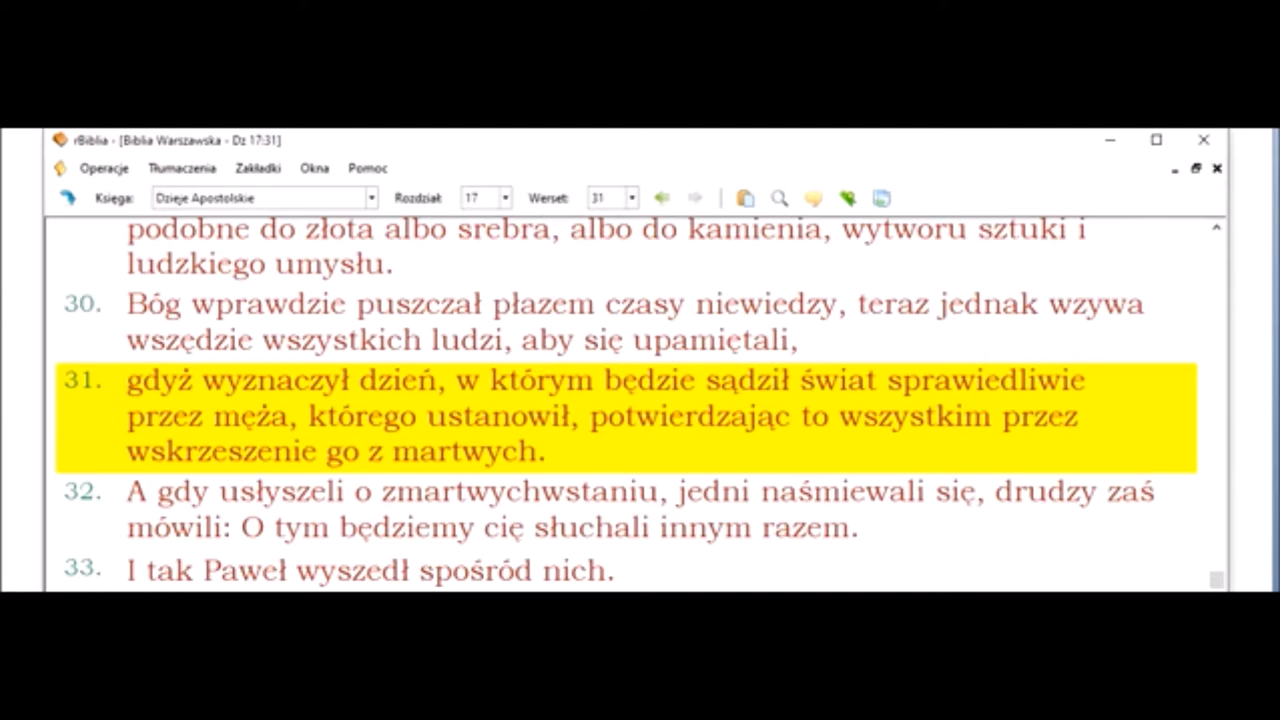 rBiblia - [Biblia Warszawska - Dz 17:31]
Operacje Tłumaczenia Zakładki Okna Pomoc
Księga: Dzieje Apostolskie Rozdział: 17 Werset: 31
podobne do złota albo srebra, albo do kamienia, wytworu sztuki i
ludzkiego umysłu.
30. Bóg wprawdzie puszczał płazem czasy niewiedzy, teraz jednak wzywa
wszędzie wszystkich ludzi, aby się upamiętali,
31. gdyż wyznaczył dzień, w którym będzie sądził świat sprawiedliwie
przez męża, którego ustanowił, potwierdzając to wszystkim przez
wskrzeszenie go z martwych.
32. A gdy usłyszeli o zmartwychwstaniu, jedni naśmiewali się, drudzy zaś
mówili: O tym będziemy cię słuchali innym razem.
33. I tak Paweł wyszedł spośród nich.